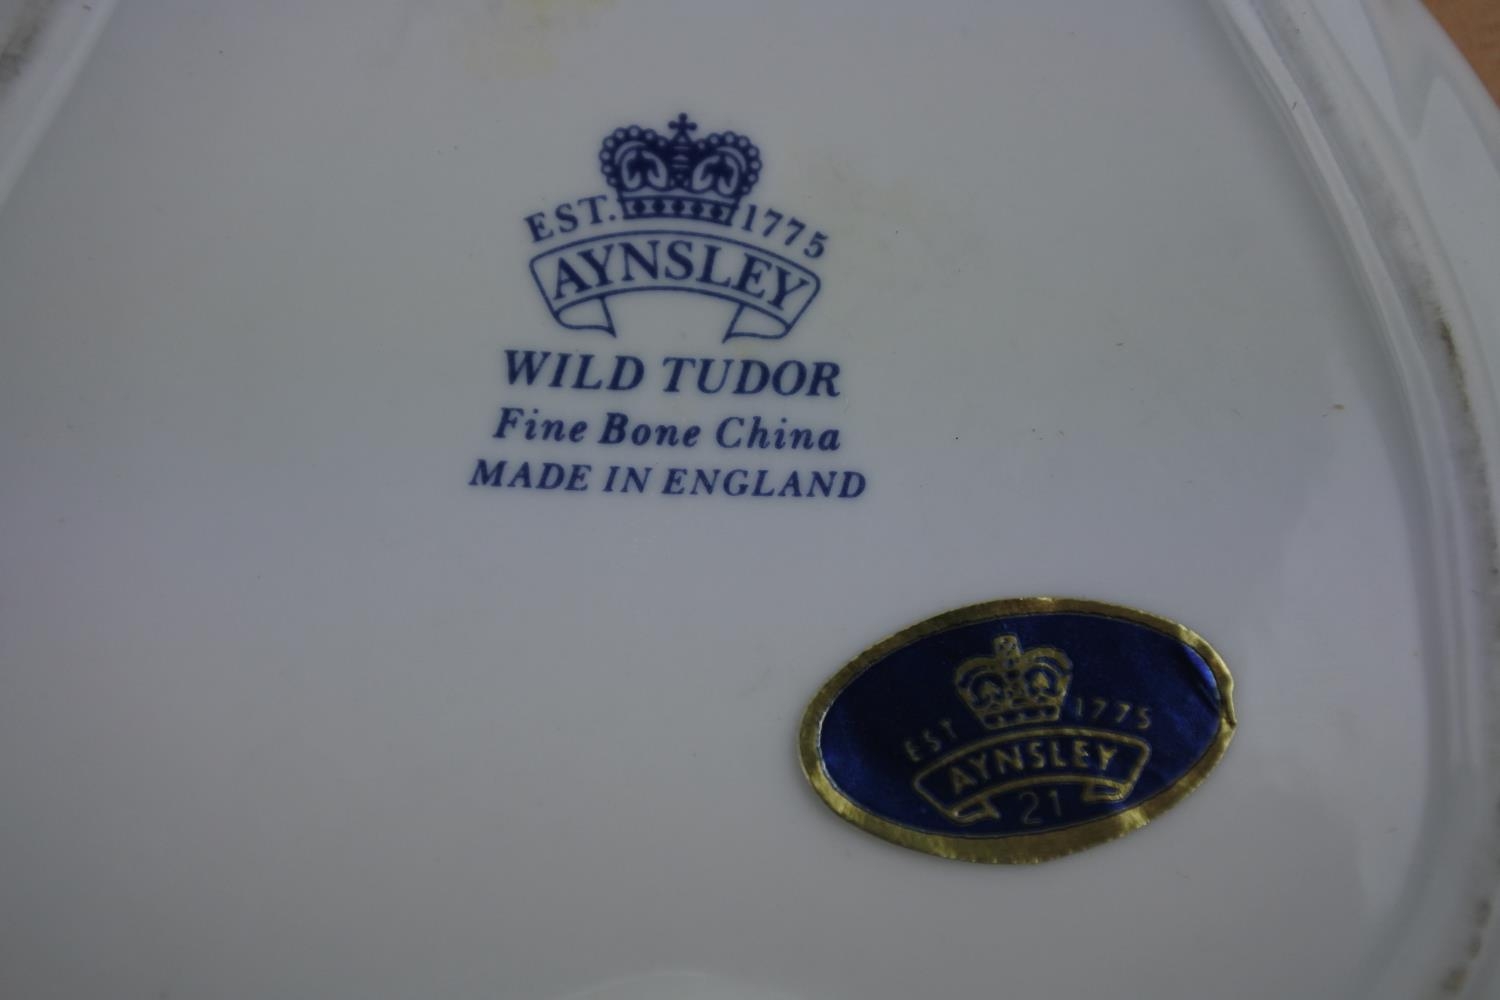 EST. 1775
AYNSLEY
WILD TUDOR
Fine Bone China
MADE IN ENGLAND
EST 1775
AYNSLEY
21